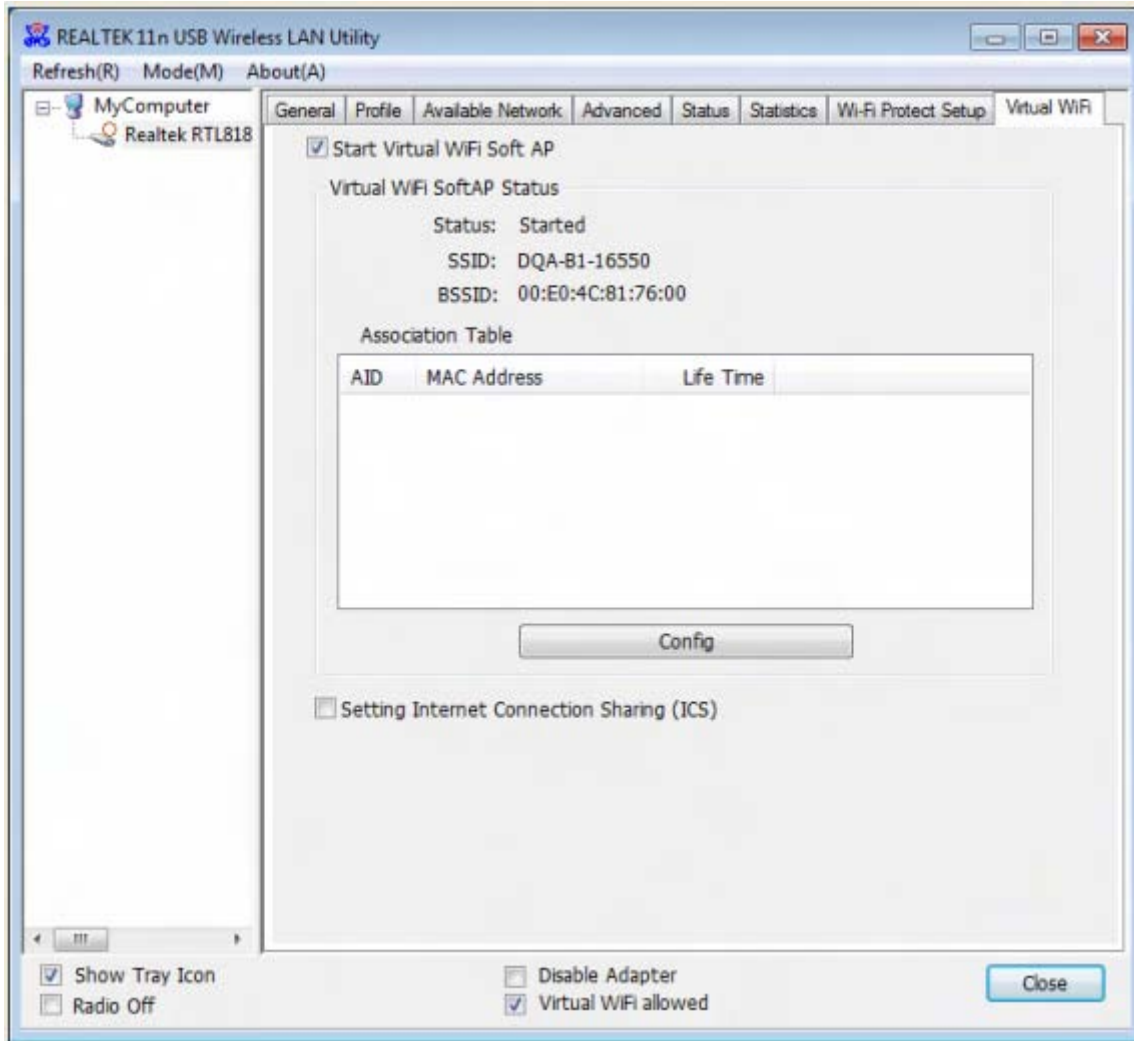 REALTEK 11n USB Wireless LAN Utility
Refresh(R) Mode(M) About(A)
MyComputer
Realtek RTL818
General Profile Available Network Advanced Status Statistics Wi-Fi Protect Setup Virtual WiFi
Start Virtual WiFi Soft AP
Virtual WiFi SoftAP Status
Status: Started
SSID: DQA-B1-16550
BSSID: 00:E0:4C:81:76:00
Association Table
AID MAC Address Life Time
Config
Setting Internet Connection Sharing (ICS)
Show Tray Icon
Radio Off
Disable Adapter
Virtual WiFi allowed
Close